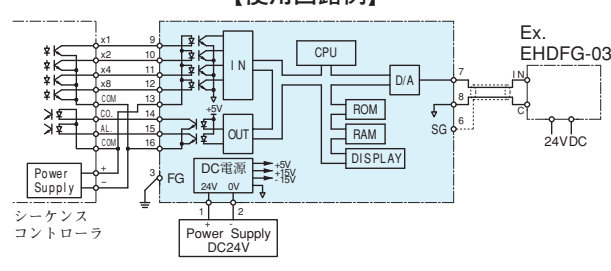 【使用回路例】
x1 9
x2 10
x4 11
x8 12
COM 13
CO. 14
AL. 15
COM 16
Power
Supply
+
-
シーケンス
コントローラ
3 FG
IN
+5V
OUT
CPU
D/A
ROM
RAM
DISPLAY
DC電源
24V 0V
+5V
+15V
-15V
1 2
+ -
Power Supply
DC24V
7
8
SG 6
Ex.
EHDFG-03
IN
C
24VDC